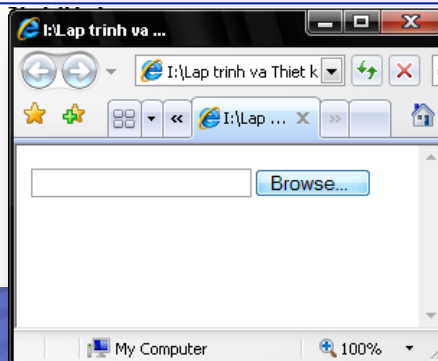 I:\Lap trinh va ...
I:\Lap trinh va Thiet k
I:\Lap ...
Browse...
My Computer
100%